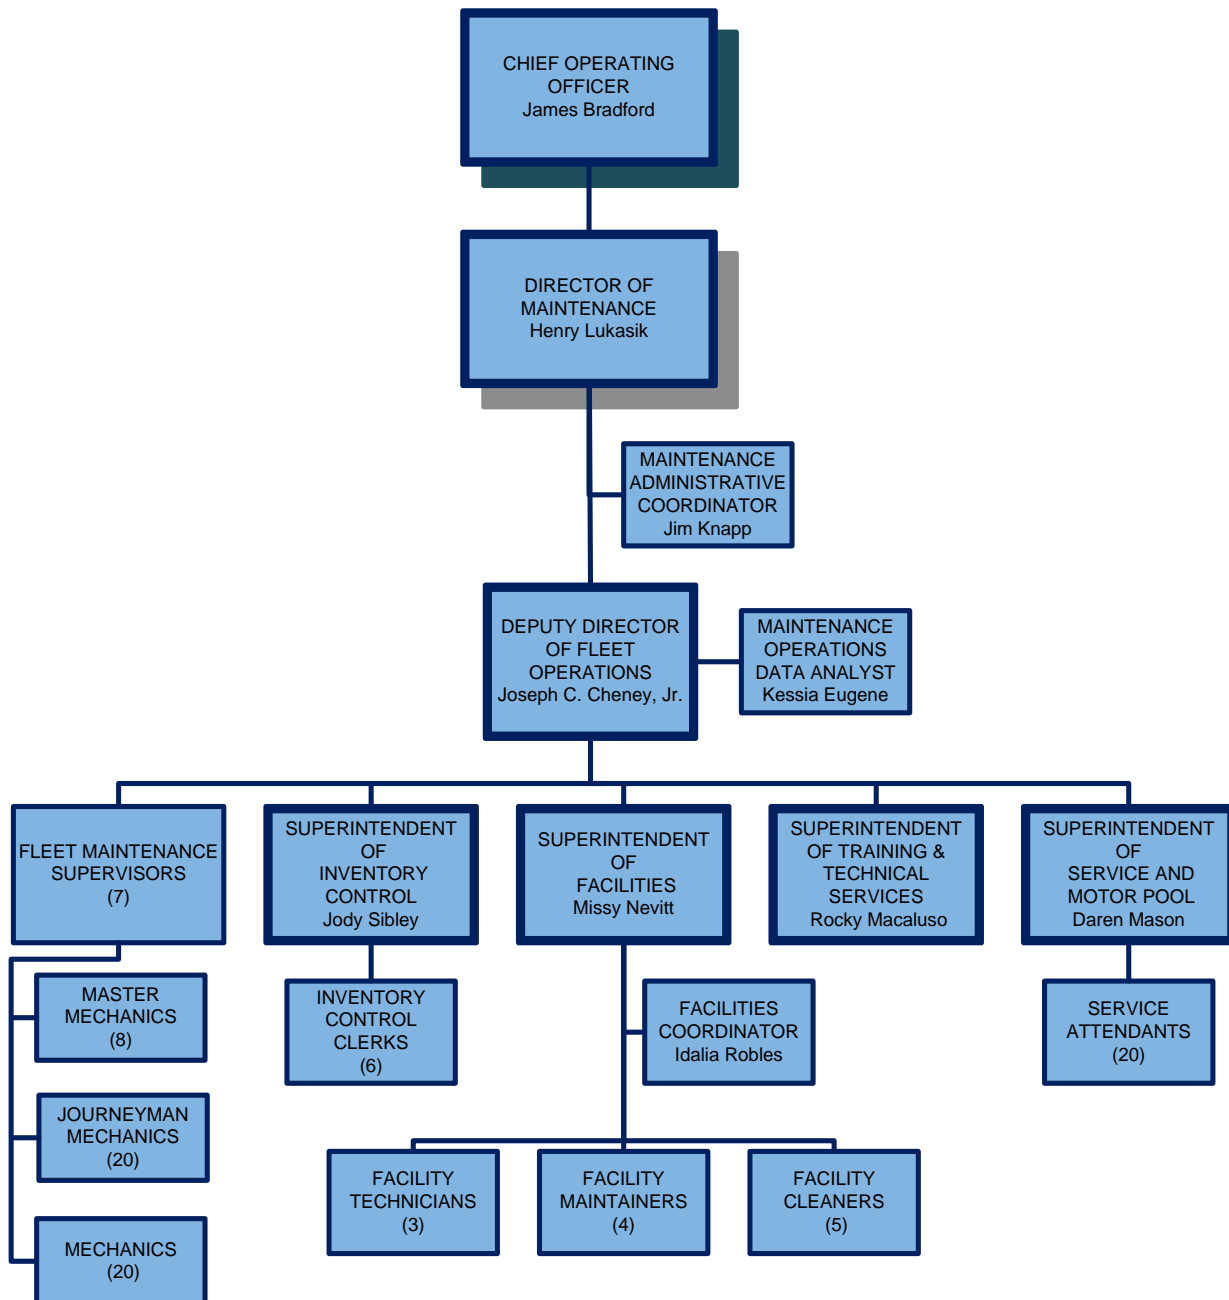 CHIEF OPERATING
OFFICER
James Bradford
DIRECTOR OF
MAINTENANCE
Henry Lukasik
MAINTENANCE
ADMINISTRATIVE
COORDINATOR
Jim Knapp
DEPUTY DIRECTOR
OF FLEET
OPERATIONS
Joseph C. Cheney, Jr.
MAINTENANCE
OPERATIONS
DATA ANALYST
Kessia Eugene
FLEET MAINTENANCE
SUPERVISORS
(7)
SUPERINTENDENT
OF
INVENTORY
CONTROL
Jody Sibley
SUPERINTENDENT
OF
FACILITIES
Missy Nevitt
SUPERINTENDENT
OF TRAINING &
TECHNICAL
SERVICES
Rocky Macaluso
SUPERINTENDENT
OF
SERVICE AND
MOTOR POOL
Daren Mason
MASTER
MECHANICS
(8)
INVENTORY
CONTROL
CLERKS
(6)
FACILITIES
COORDINATOR
Idalia Robles
SERVICE
ATTENDANTS
(20)
JOURNEYMAN
MECHANICS
(20)
FACILITY
TECHNICIANS
(3)
FACILITY
MAINTAINERS
(4)
FACILITY
CLEANERS
(5)
MECHANICS
(20)